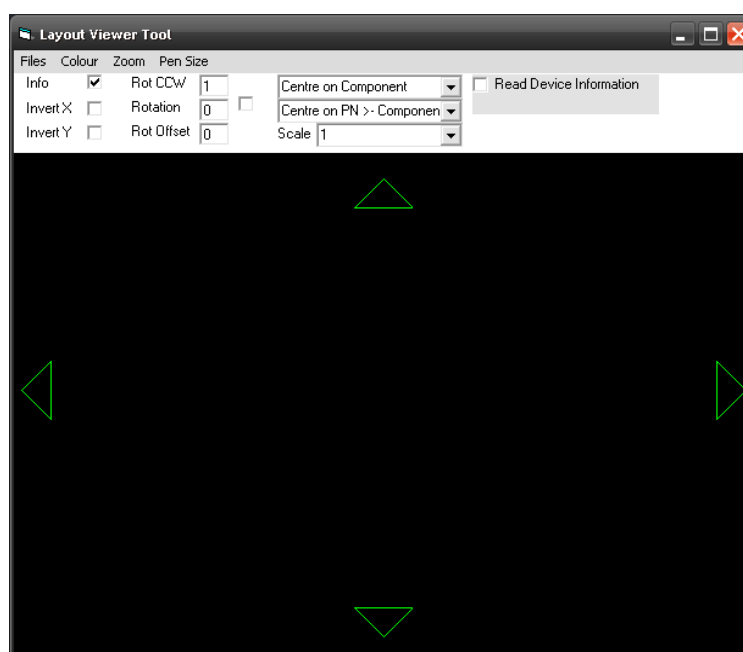 Layout Viewer Tool
Files Colour Zoom Pen Size
Info Rot CCW 1 Centre on Component Read Device Information
Invert X Rotation 0 Centre on PN >- Componen
Invert Y Rot Offset 0 Scale 1